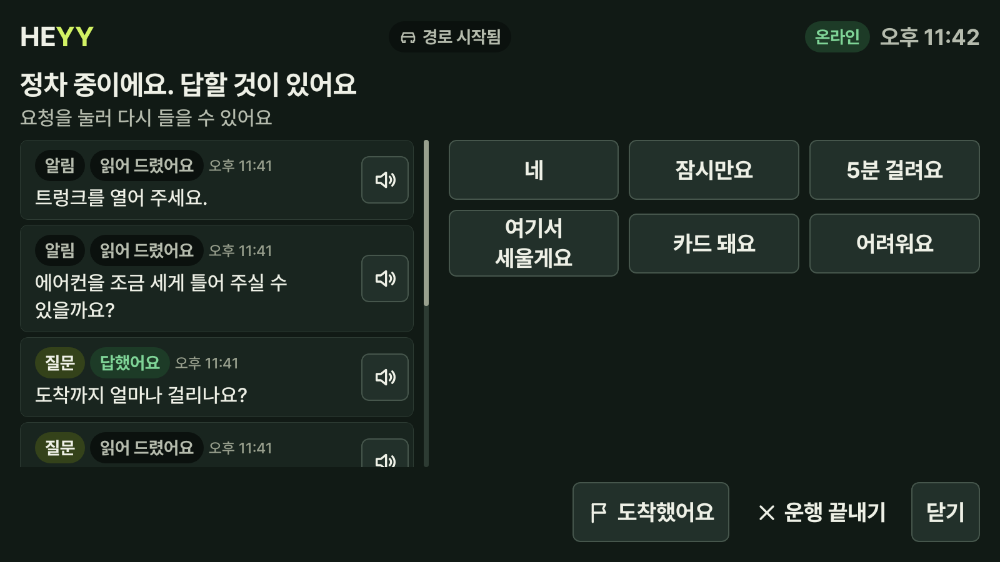 HEYY
경로 시작됨
온라인
오후 11:42
정차 중이에요. 답할 것이 있어요
요청을 눌러 다시 들을 수 있어요
알림 읽어 드렸어요 오후 11:41
트렁크를 열어 주세요.
알림 읽어 드렸어요 오후 11:41
에어컨을 조금 세게 틀어 주실 수
있을까요?
질문 답했어요 오후 11:41
도착까지 얼마나 걸리나요?
질문 읽어 드렸어요 오후 11:41
네
잠시만요
5분 걸려요
여기서
세울게요
카드 돼요
어려워요
도착했어요
운행 끝내기
닫기